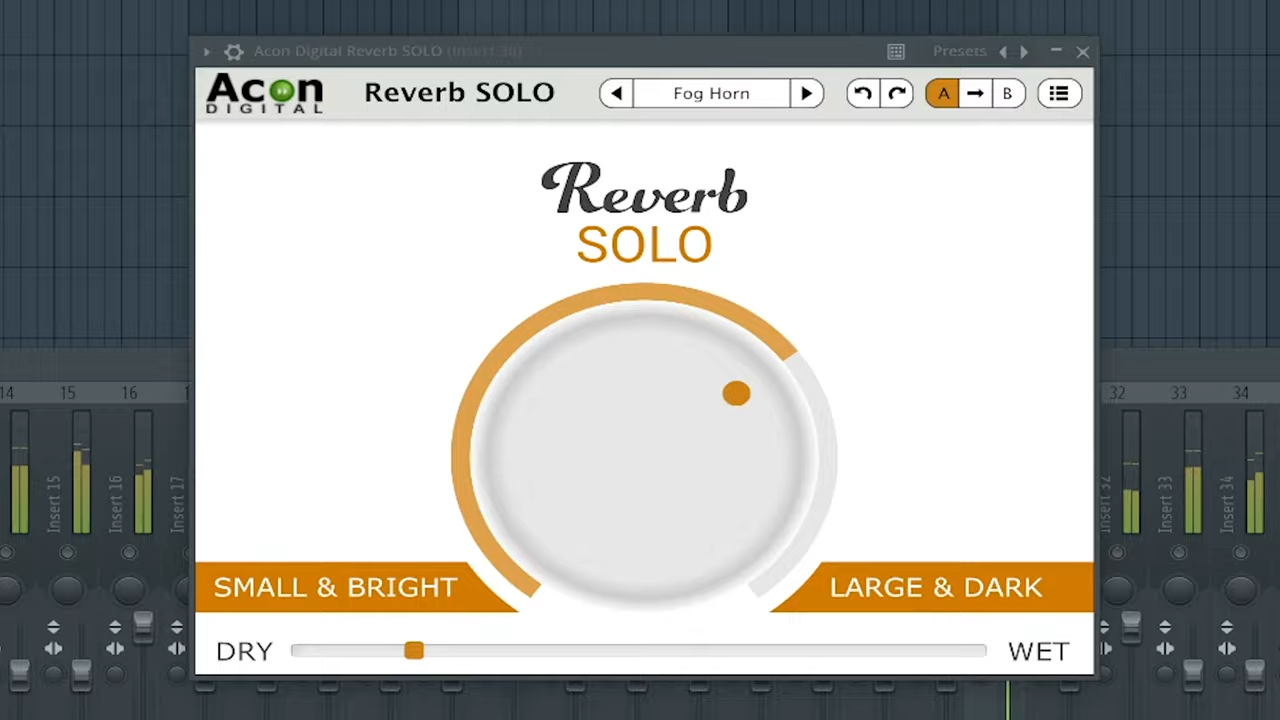 Acon Digital Reverb SOLO (Insert 30)
Presets
Acon
DIGITAL
Reverb SOLO
Fog Horn
A
B
Reverb
SOLO
14
15
16
32
33
34
Insert 15
Insert 16
Insert 17
Insert 32
Insert 33
Insert 34
SMALL & BRIGHT
LARGE & DARK
DRY
WET